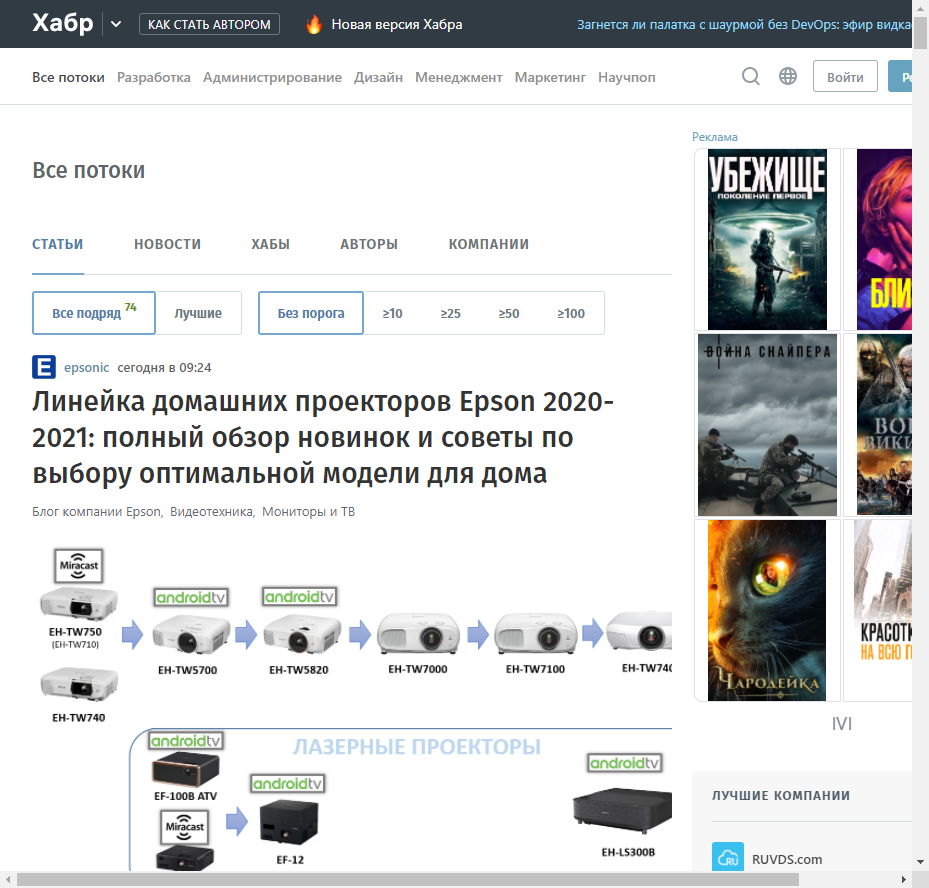 Хабр
КАК СТАТЬ АВТОРОМ
Новая версия Хабра
Загнется ли палатка с шаурмой без DevOps: эфир видка
Все потоки Разработка Администрирование Дизайн Менеджмент Маркетинг Научпоп
Войти
Ре
Реклама
Все потоки
СТАТЬИ НОВОСТИ ХАБЫ АВТОРЫ КОМПАНИИ
Все подряд 74 Лучшие Без порога ≥10 ≥25 ≥50 ≥100
epsonic сегодня в 09:24
Линейка домашних проекторов Epson 2020-
2021: полный обзор новинок и советы по
выбору оптимальной модели для дома
Блог компании Epson, Видеотехника, Мониторы и ТВ
Miracast
EH-TW750
(EH-TW710)
EH-TW740
androidtv
EH-TW5700
androidtv
EH-TW5820
EH-TW7000
EH-TW7100
EH-TW740
ЛАЗЕРНЫЕ ПРОЕКТОРЫ
androidtv
EF-100B ATV
Miracast
androidtv
EF-12
androidtv
EH-LS300B
УБЕЖИЩЕ
ПОКОЛЕНИЕ ПЕРВОЕ
БЛИ
ВОЙНА СНАЙПЕРА
ВОЙ
ВИКИ
ЧАРОДЕЙКА
КРАСОТК
НА ВСЮ Г
IVI
ЛУЧШИЕ КОМПАНИИ
RUVDS.com